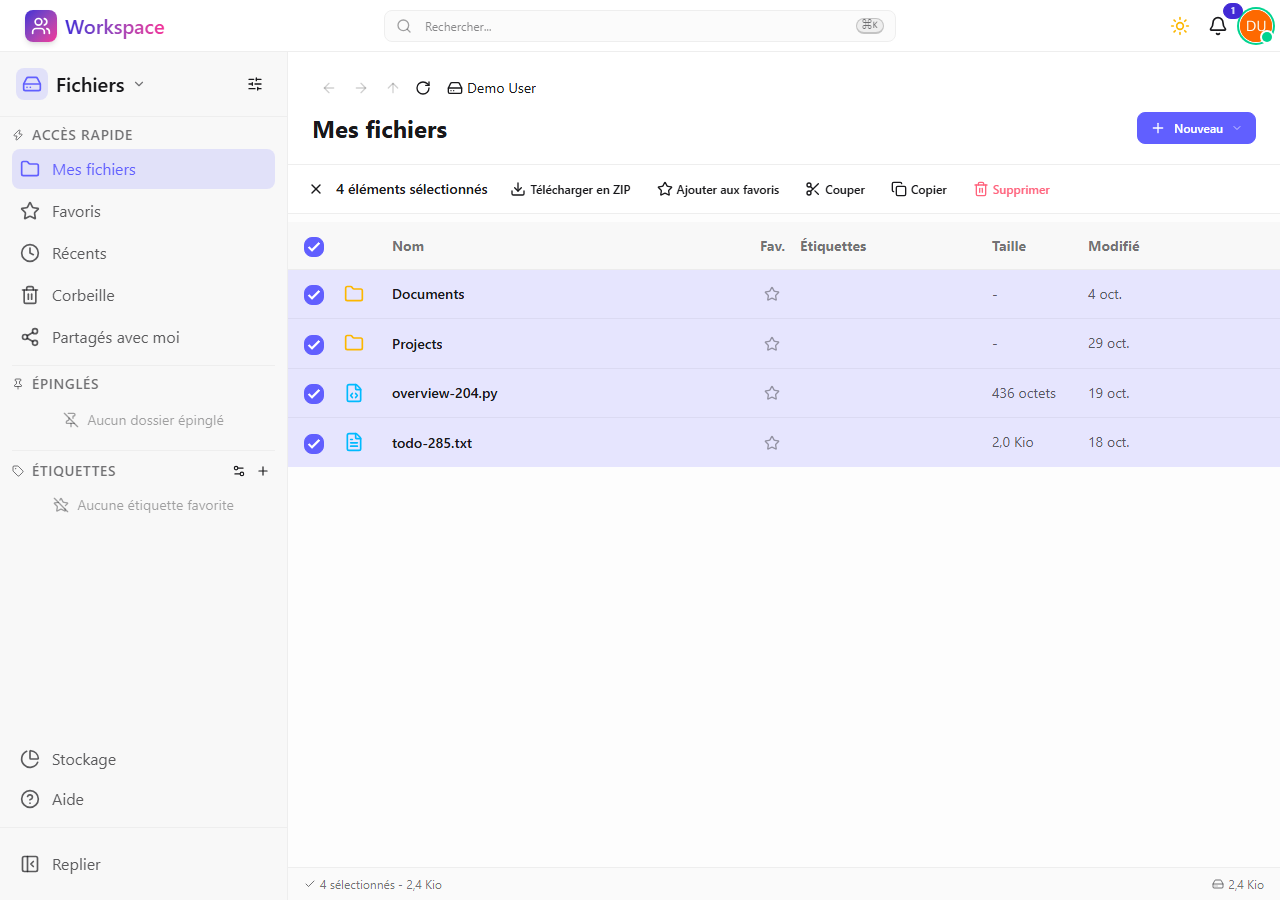 Workspace
Rechercher...
⌘K
1
DU
Fichiers
Demo User
Mes fichiers
Nouveau
ACCÈS RAPIDE
Mes fichiers
Favoris
Récents
Corbeille
Partagés avec moi
ÉPINGLÉS
Aucun dossier épinglé
ÉTIQUETTES
Aucune étiquette favorite
Stockage
Aide
Replier
4 éléments sélectionnés
Télécharger en ZIP
Ajouter aux favoris
Couper
Copier
Supprimer
Nom Fav. Étiquettes Taille Modifié
Documents - 4 oct.
Projects - 29 oct.
overview-204.py 436 octets 19 oct.
todo-285.txt 2,0 Kio 18 oct.
4 sélectionnés - 2,4 Kio
2,4 Kio